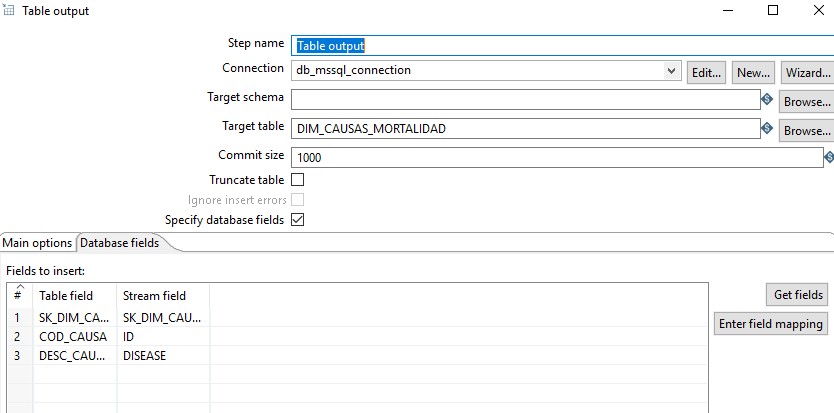 Table output
Step name Table output
Connection db_mssql_connection Edit... New... Wizard...
Target schema Browse...
Target table DIM_CAUSAS_MORTALIDAD Browse...
Commit size 1000
Truncate table
Ignore insert errors
Specify database fields
Main options Database fields
Fields to insert:
# Table field Stream field
Get fields
1 SK_DIM_CA... SK_DIM_CAU...
Enter field mapping
2 COD_CAUSA ID
3 DESC_CAU... DISEASE